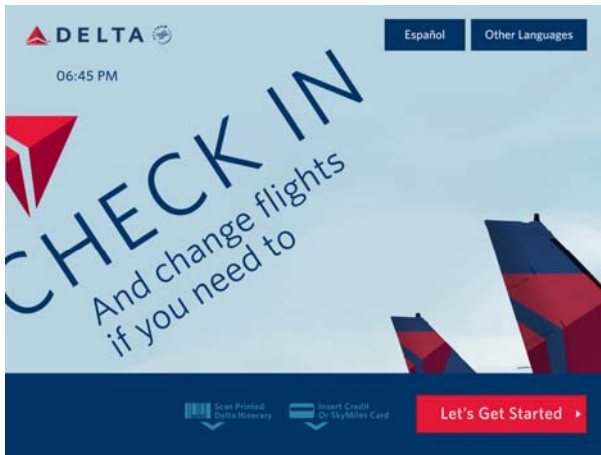 DELTA
Español
Other Languages
06:45 PM
CHECK IN
And change flights
if you need to
Scan Printed
Delta Itinerary
Insert Credit
Or SkyMiles Card
Let's Get Started